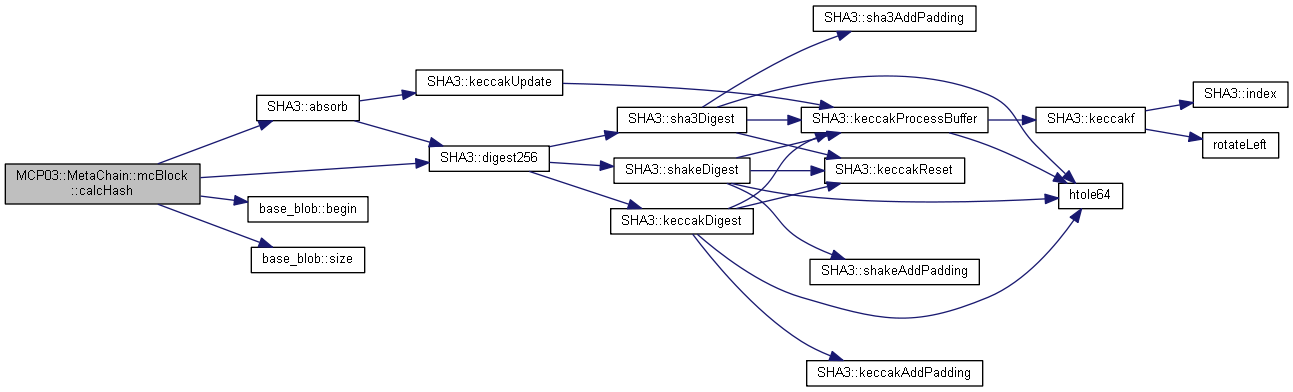 MCP03::MetaChain::mcBlock
::calcHash
SHA3::absorb
base_blob::begin
base_blob::size
SHA3::keccakUpdate
SHA3::digest256
SHA3::sha3Digest
SHA3::shakeDigest
SHA3::keccakDigest
SHA3::sha3AddPadding
SHA3::keccakProcessBuffer
SHA3::keccakReset
SHA3::shakeAddPadding
SHA3::keccakAddPadding
SHA3::keccakf
htole64
SHA3::index
rotateLeft